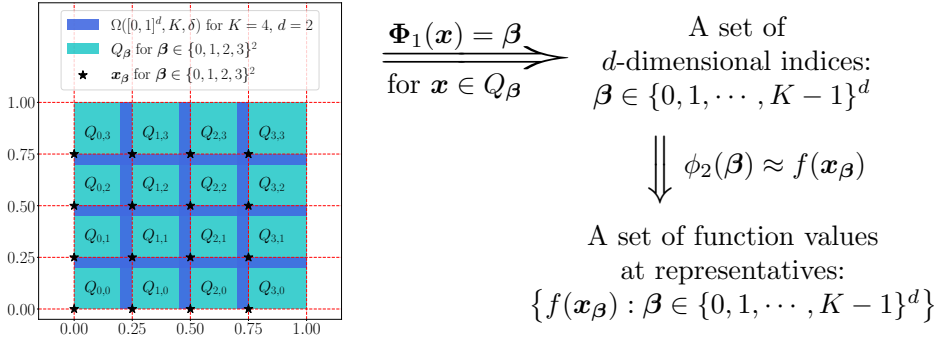 Ω([0, 1]^d, K, δ) for K = 4, d = 2
Q_β for β ∈ {0, 1, 2, 3}^2
x_β for β ∈ {0, 1, 2, 3}^2
1.00
Q_{0,3} Q_{1,3} Q_{2,3} Q_{3,3}
0.75
Q_{0,2} Q_{1,2} Q_{2,2} Q_{3,2}
0.50
Q_{0,1} Q_{1,1} Q_{2,1} Q_{3,1}
0.25
Q_{0,0} Q_{1,0} Q_{2,0} Q_{3,0}
0.00
0.00 0.25 0.50 0.75 1.00
Φ_1(x) = β
for x ∈ Q_β
A set of
d-dimensional indices:
β ∈ {0, 1, ⋯, K − 1}^d
ϕ_2(β) ≈ f(x_β)
A set of function values
at representatives:
{f(x_β) : β ∈ {0, 1, ⋯, K − 1}^d}